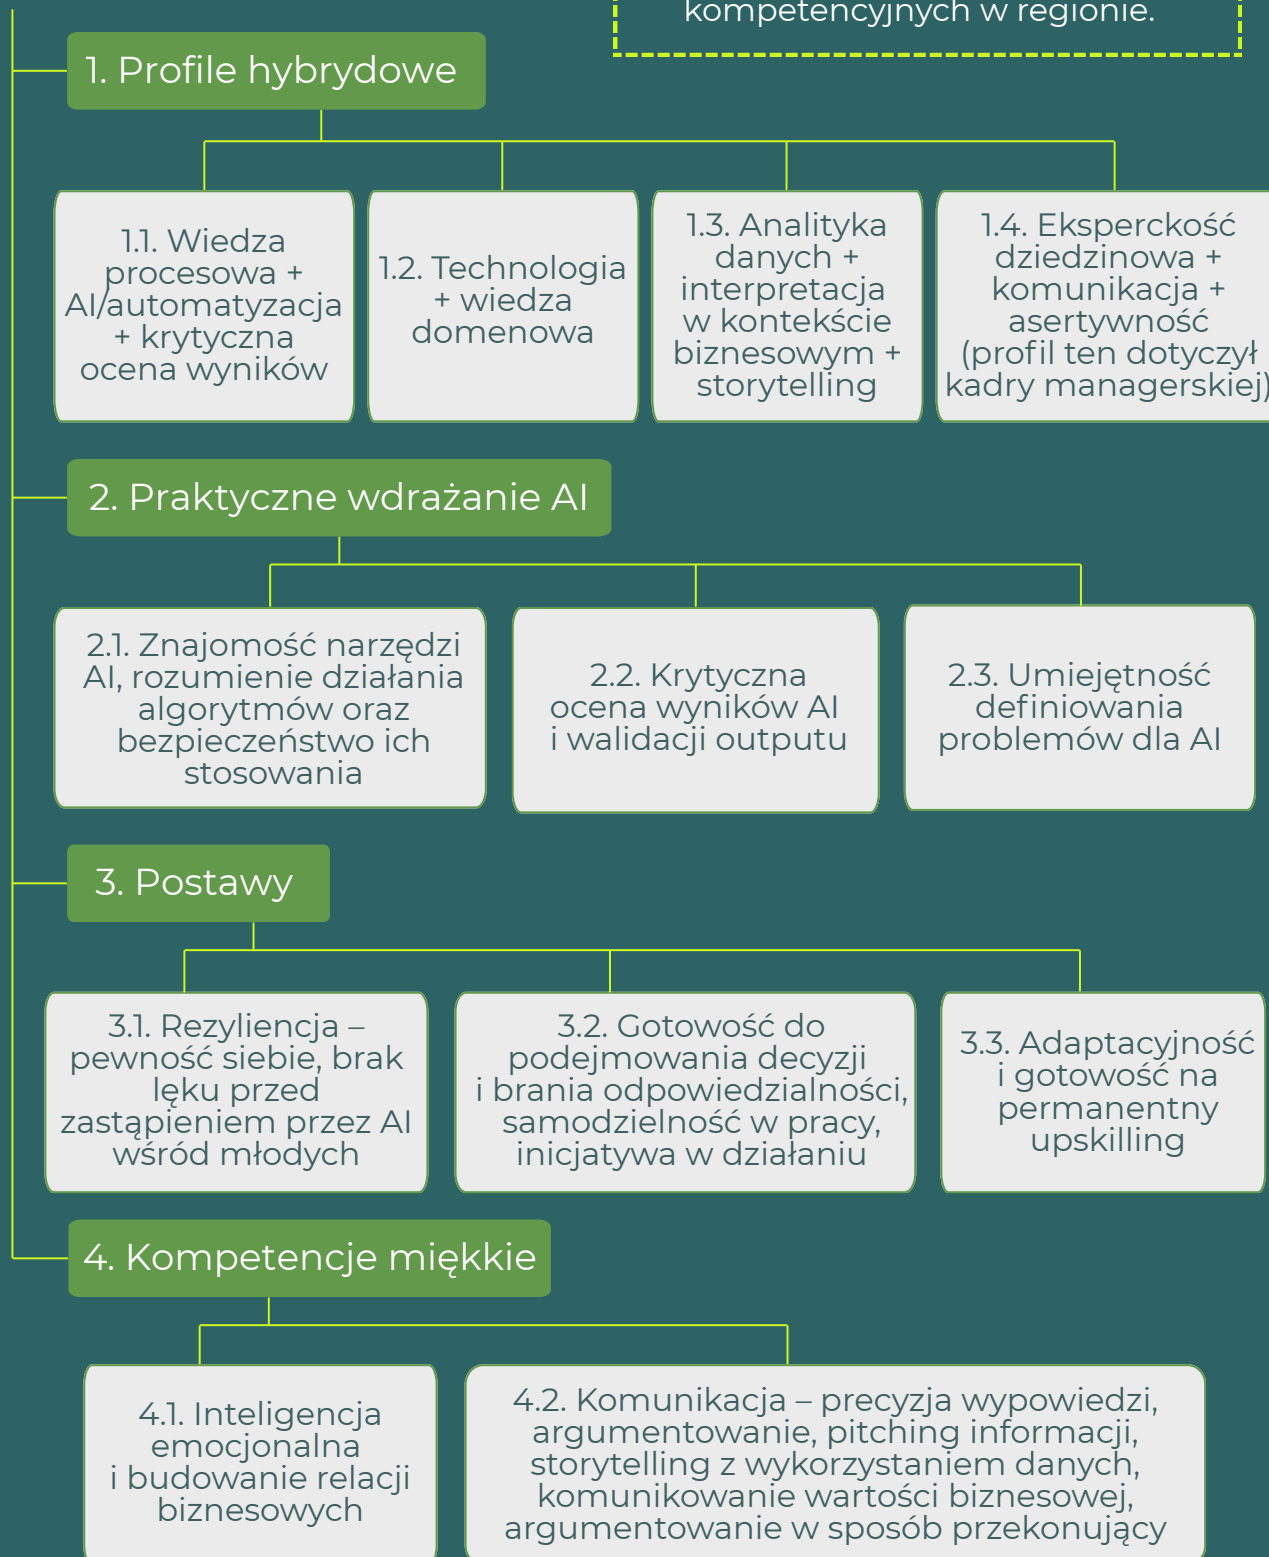 kompetencyjnych w regionie.
1. Profile hybrydowe
1.1. Wiedza
procesowa +
AI/automatyzacja
+ krytyczna
ocena wyników
1.2. Technologia
+ wiedza
domenowa
1.3. Analityka
danych +
interpretacja
w kontekście
biznesowym +
storytelling
1.4. Eksperckość
dziedzinowa +
komunikacja +
asertywność
(profil ten dotyczył
kadry managerskiej)
2. Praktyczne wdrażanie AI
2.1. Znajomość narzędzi
AI, rozumienie działania
algorytmów oraz
bezpieczeństwo ich
stosowania
2.2. Krytyczna
ocena wyników AI
i walidacji outputu
2.3. Umiejętność
definiowania
problemów dla AI
3. Postawy
3.1. Rezyliencja –
pewność siebie, brak
lęku przed
zastąpieniem przez AI
wśród młodych
3.2. Gotowość do
podejmowania decyzji
i brania odpowiedzialności,
samodzielność w pracy,
inicjatywa w działaniu
3.3. Adaptacyjność
i gotowość na
permanentny
upskilling
4. Kompetencje miękkie
4.1. Inteligencja
emocjonalna
i budowanie relacji
biznesowych
4.2. Komunikacja – precyzja wypowiedzi,
argumentowanie, pitching informacji,
storytelling z wykorzystaniem danych,
komunikowanie wartości biznesowej,
argumentowanie w sposób przekonujący